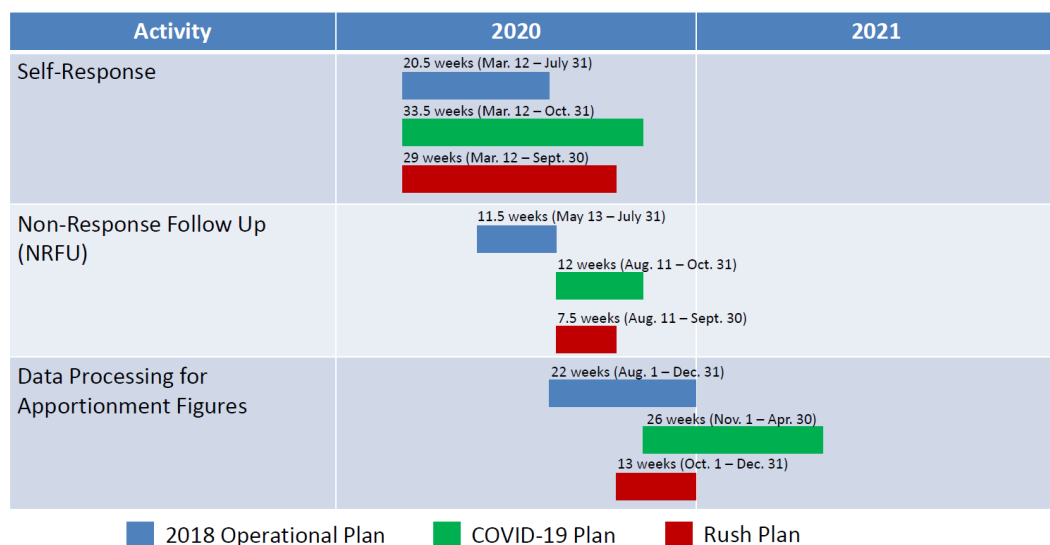 Activity
2020
2021
Self-Response
20.5 weeks (Mar. 12 – July 31)
33.5 weeks (Mar. 12 – Oct. 31)
29 weeks (Mar. 12 – Sept. 30)
Non-Response Follow Up
(NRFU)
11.5 weeks (May 13 – July 31)
12 weeks (Aug. 11 – Oct. 31)
7.5 weeks (Aug. 11 – Sept. 30)
Data Processing for
Apportionment Figures
22 weeks (Aug. 1 – Dec. 31)
26 weeks (Nov. 1 – Apr. 30)
13 weeks (Oct. 1 – Dec. 31)
2018 Operational Plan
COVID-19 Plan
Rush Plan